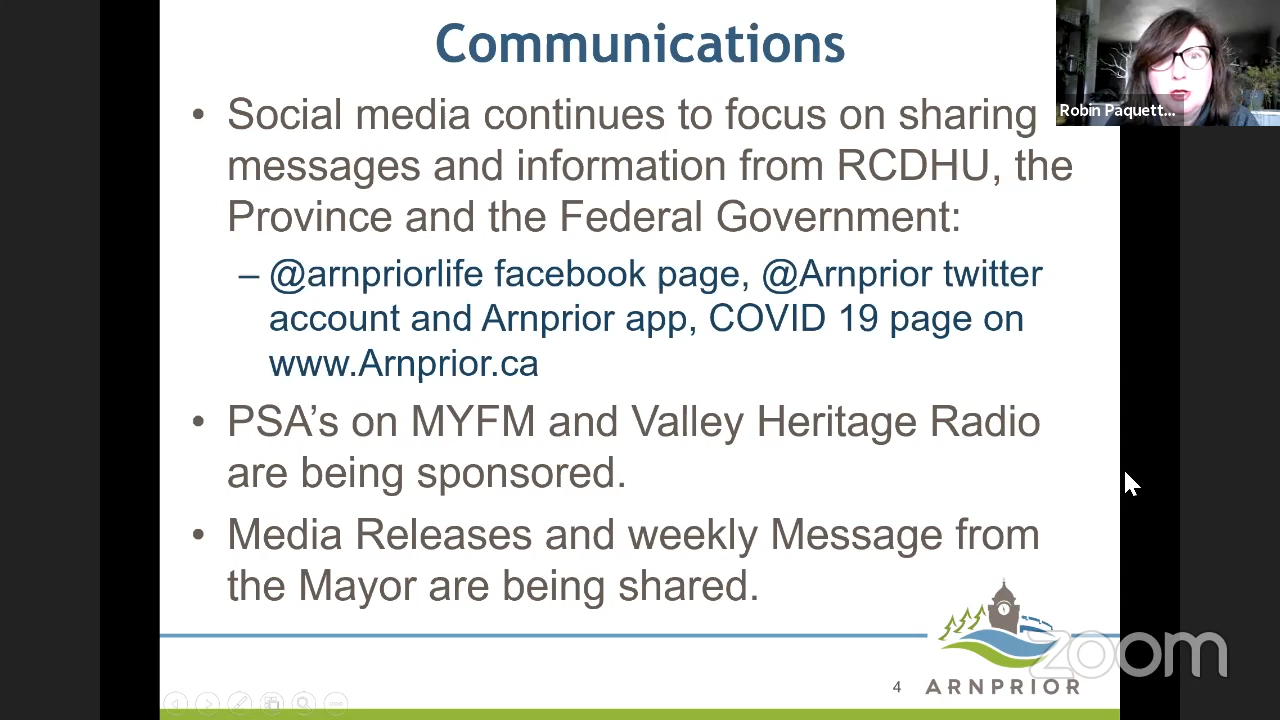 Communications
Robin Paquett...
• Social media continues to focus on sharing
messages and information from RCDHU, the
Province and the Federal Government:
– @arnpriorlife facebook page, @Arnprior twitter
account and Arnprior app, COVID 19 page on
www.Arnprior.ca
• PSA’s on MYFM and Valley Heritage Radio
are being sponsored.
• Media Releases and weekly Message from
the Mayor are being shared.
zoom
4
ARNPRIOR